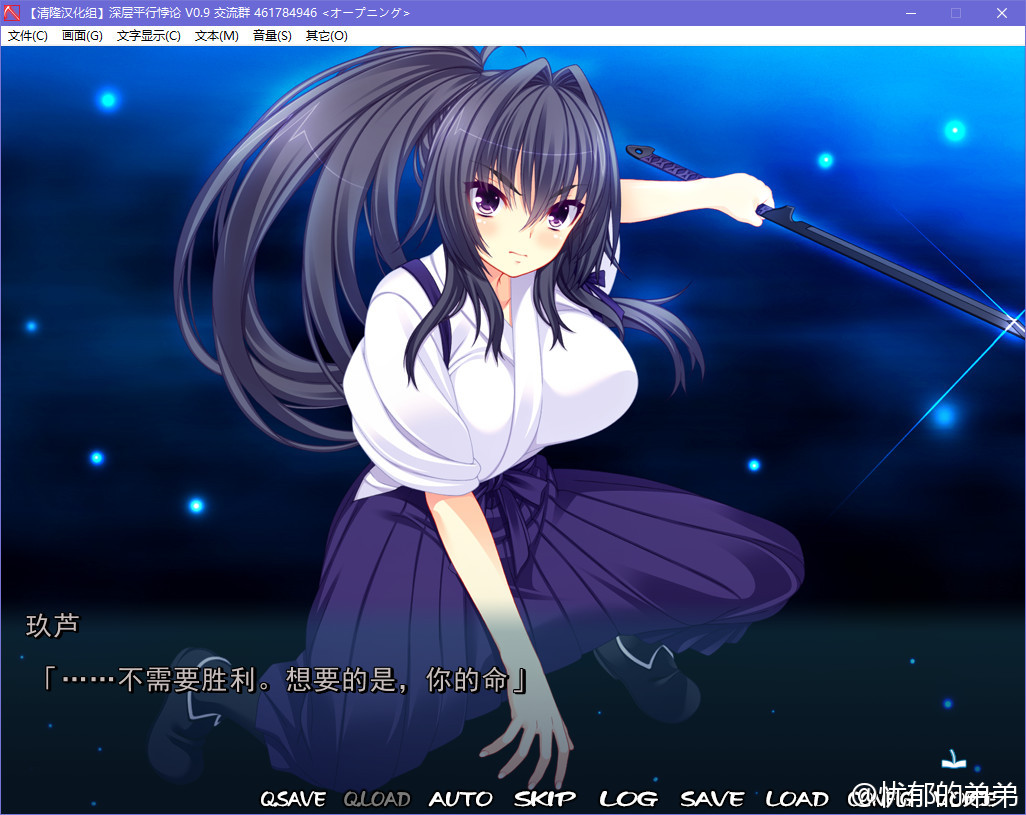 【清隆汉化组】深层平行悖论 V0.9 交流群 461784946 <オープニング>
文件(C) 画面(G) 文字显示(C) 文本(M) 音量(S) 其它(O)
玖芦
「……不需要胜利。想要的是，你的命」
QSAVE QLOAD AUTO SKIP LOG SAVE LOAD
@忧郁的弟弟